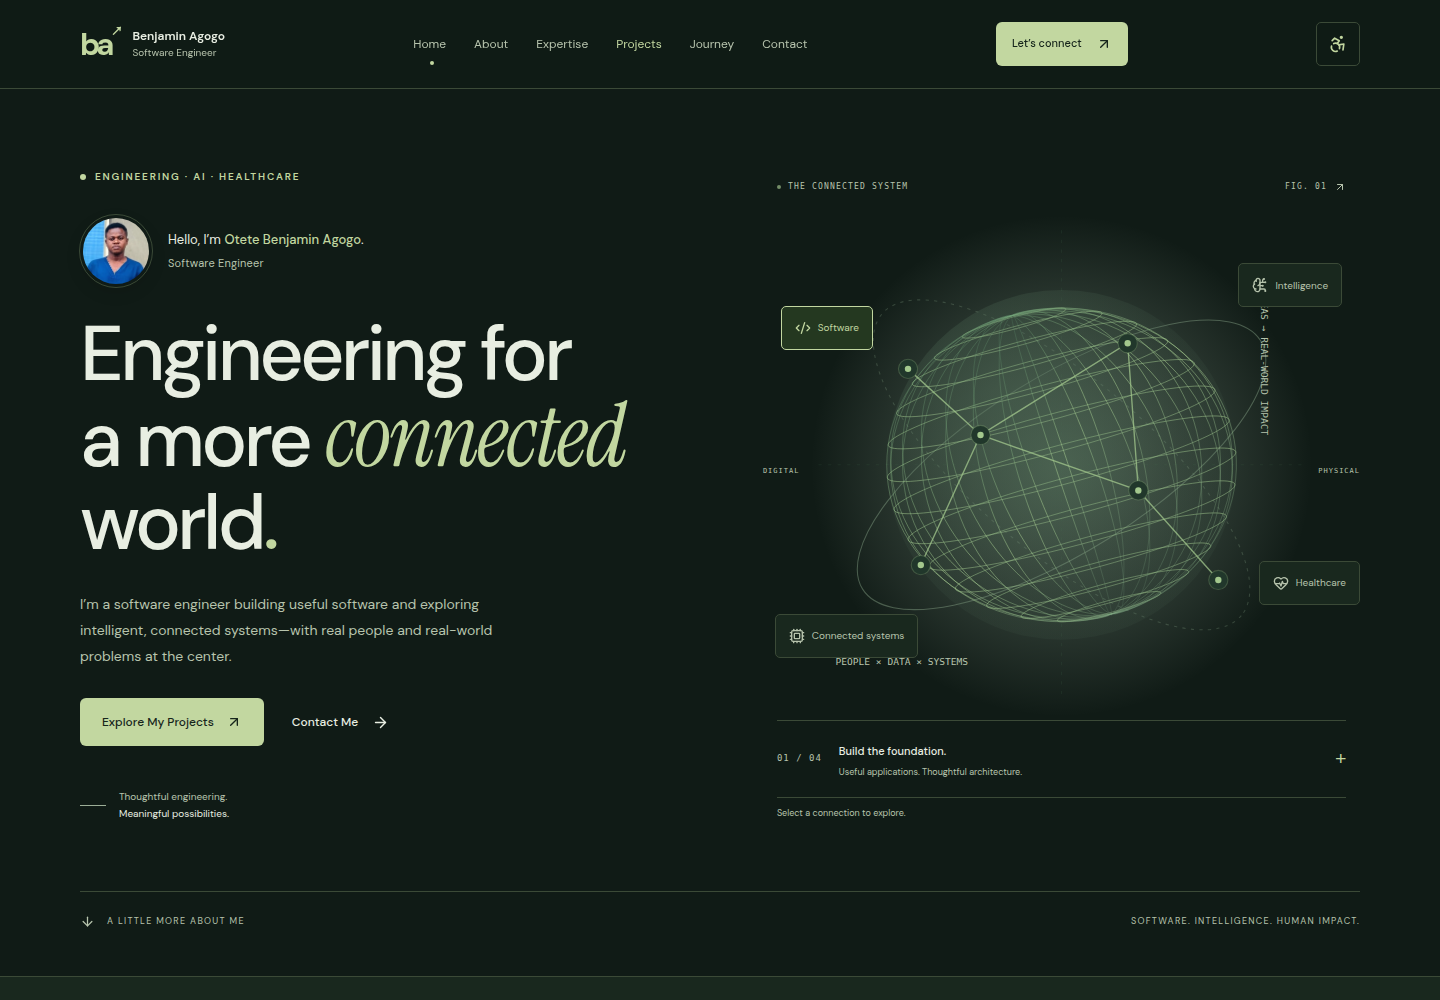 ba
Benjamin Agogo
Software Engineer
Home
About
Expertise
Projects
Journey
Contact
Let's connect
ENGINEERING · AI · HEALTHCARE
Hello, I'm Otete Benjamin Agogo.
Software Engineer
Engineering for
a more connected
world.
I'm a software engineer building useful software and exploring
intelligent, connected systems—with real people and real-world
problems at the center.
Explore My Projects
Contact Me
Thoughtful engineering.
Meaningful possibilities.
THE CONNECTED SYSTEM
FIG. 01
Intelligence
Software
→ REAL-WORLD IMPACT
DIGITAL
PHYSICAL
Healthcare
Connected systems
PEOPLE × DATA × SYSTEMS
01 / 04
Build the foundation.
Useful applications. Thoughtful architecture.
Select a connection to explore.
A LITTLE MORE ABOUT ME
SOFTWARE. INTELLIGENCE. HUMAN IMPACT.